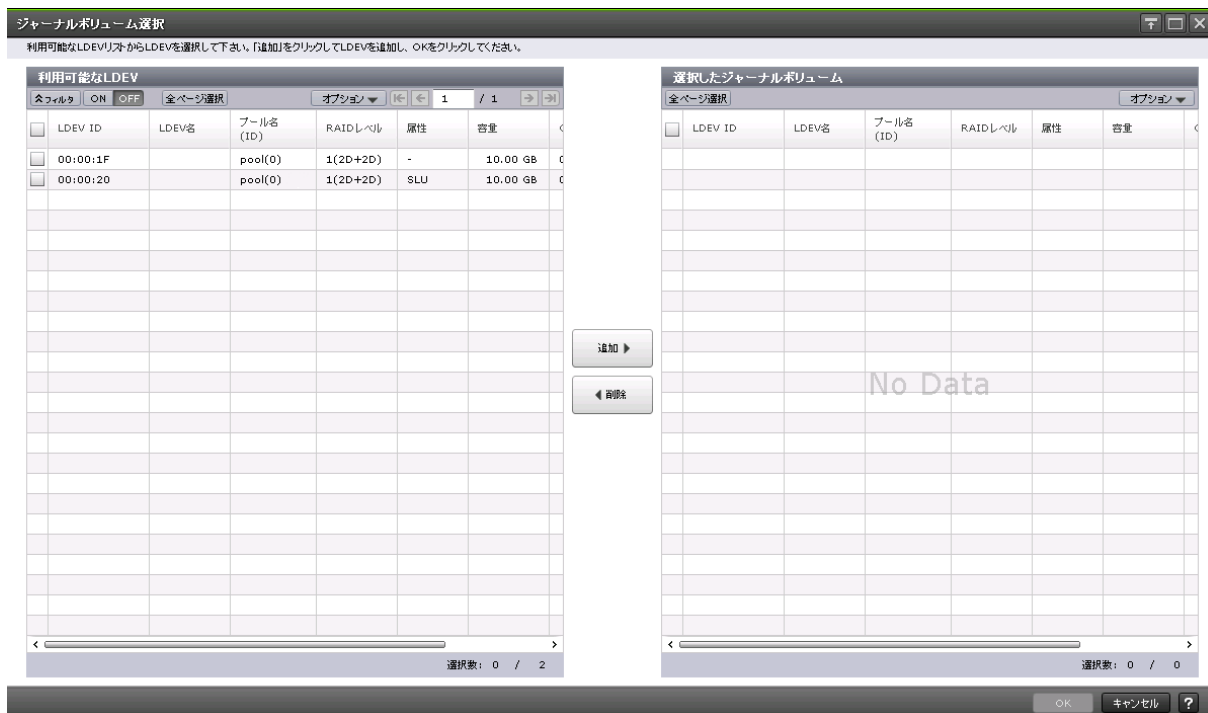 ジャーナルボリューム選択
利用可能なLDEVリストからLDEVを選択して下さい。「追加」をクリックしてLDEVを追加し、OKをクリックしてください。
利用可能なLDEV
フィルタ ON OFF 全ページ選択 オプション 1 / 1
LDEV ID LDEV名 プール名 (ID) RAIDレベル 属性 容量
00:00:1F pool(0) 1(2D+2D) - 10.00 GB
00:00:20 pool(0) 1(2D+2D) SLU 10.00 GB
選択数: 0 / 2
追加
削除
選択したジャーナルボリューム
全ページ選択 オプション
LDEV ID LDEV名 プール名 (ID) RAIDレベル 属性 容量
No Data
選択数: 0 / 0
OK キャンセル ?